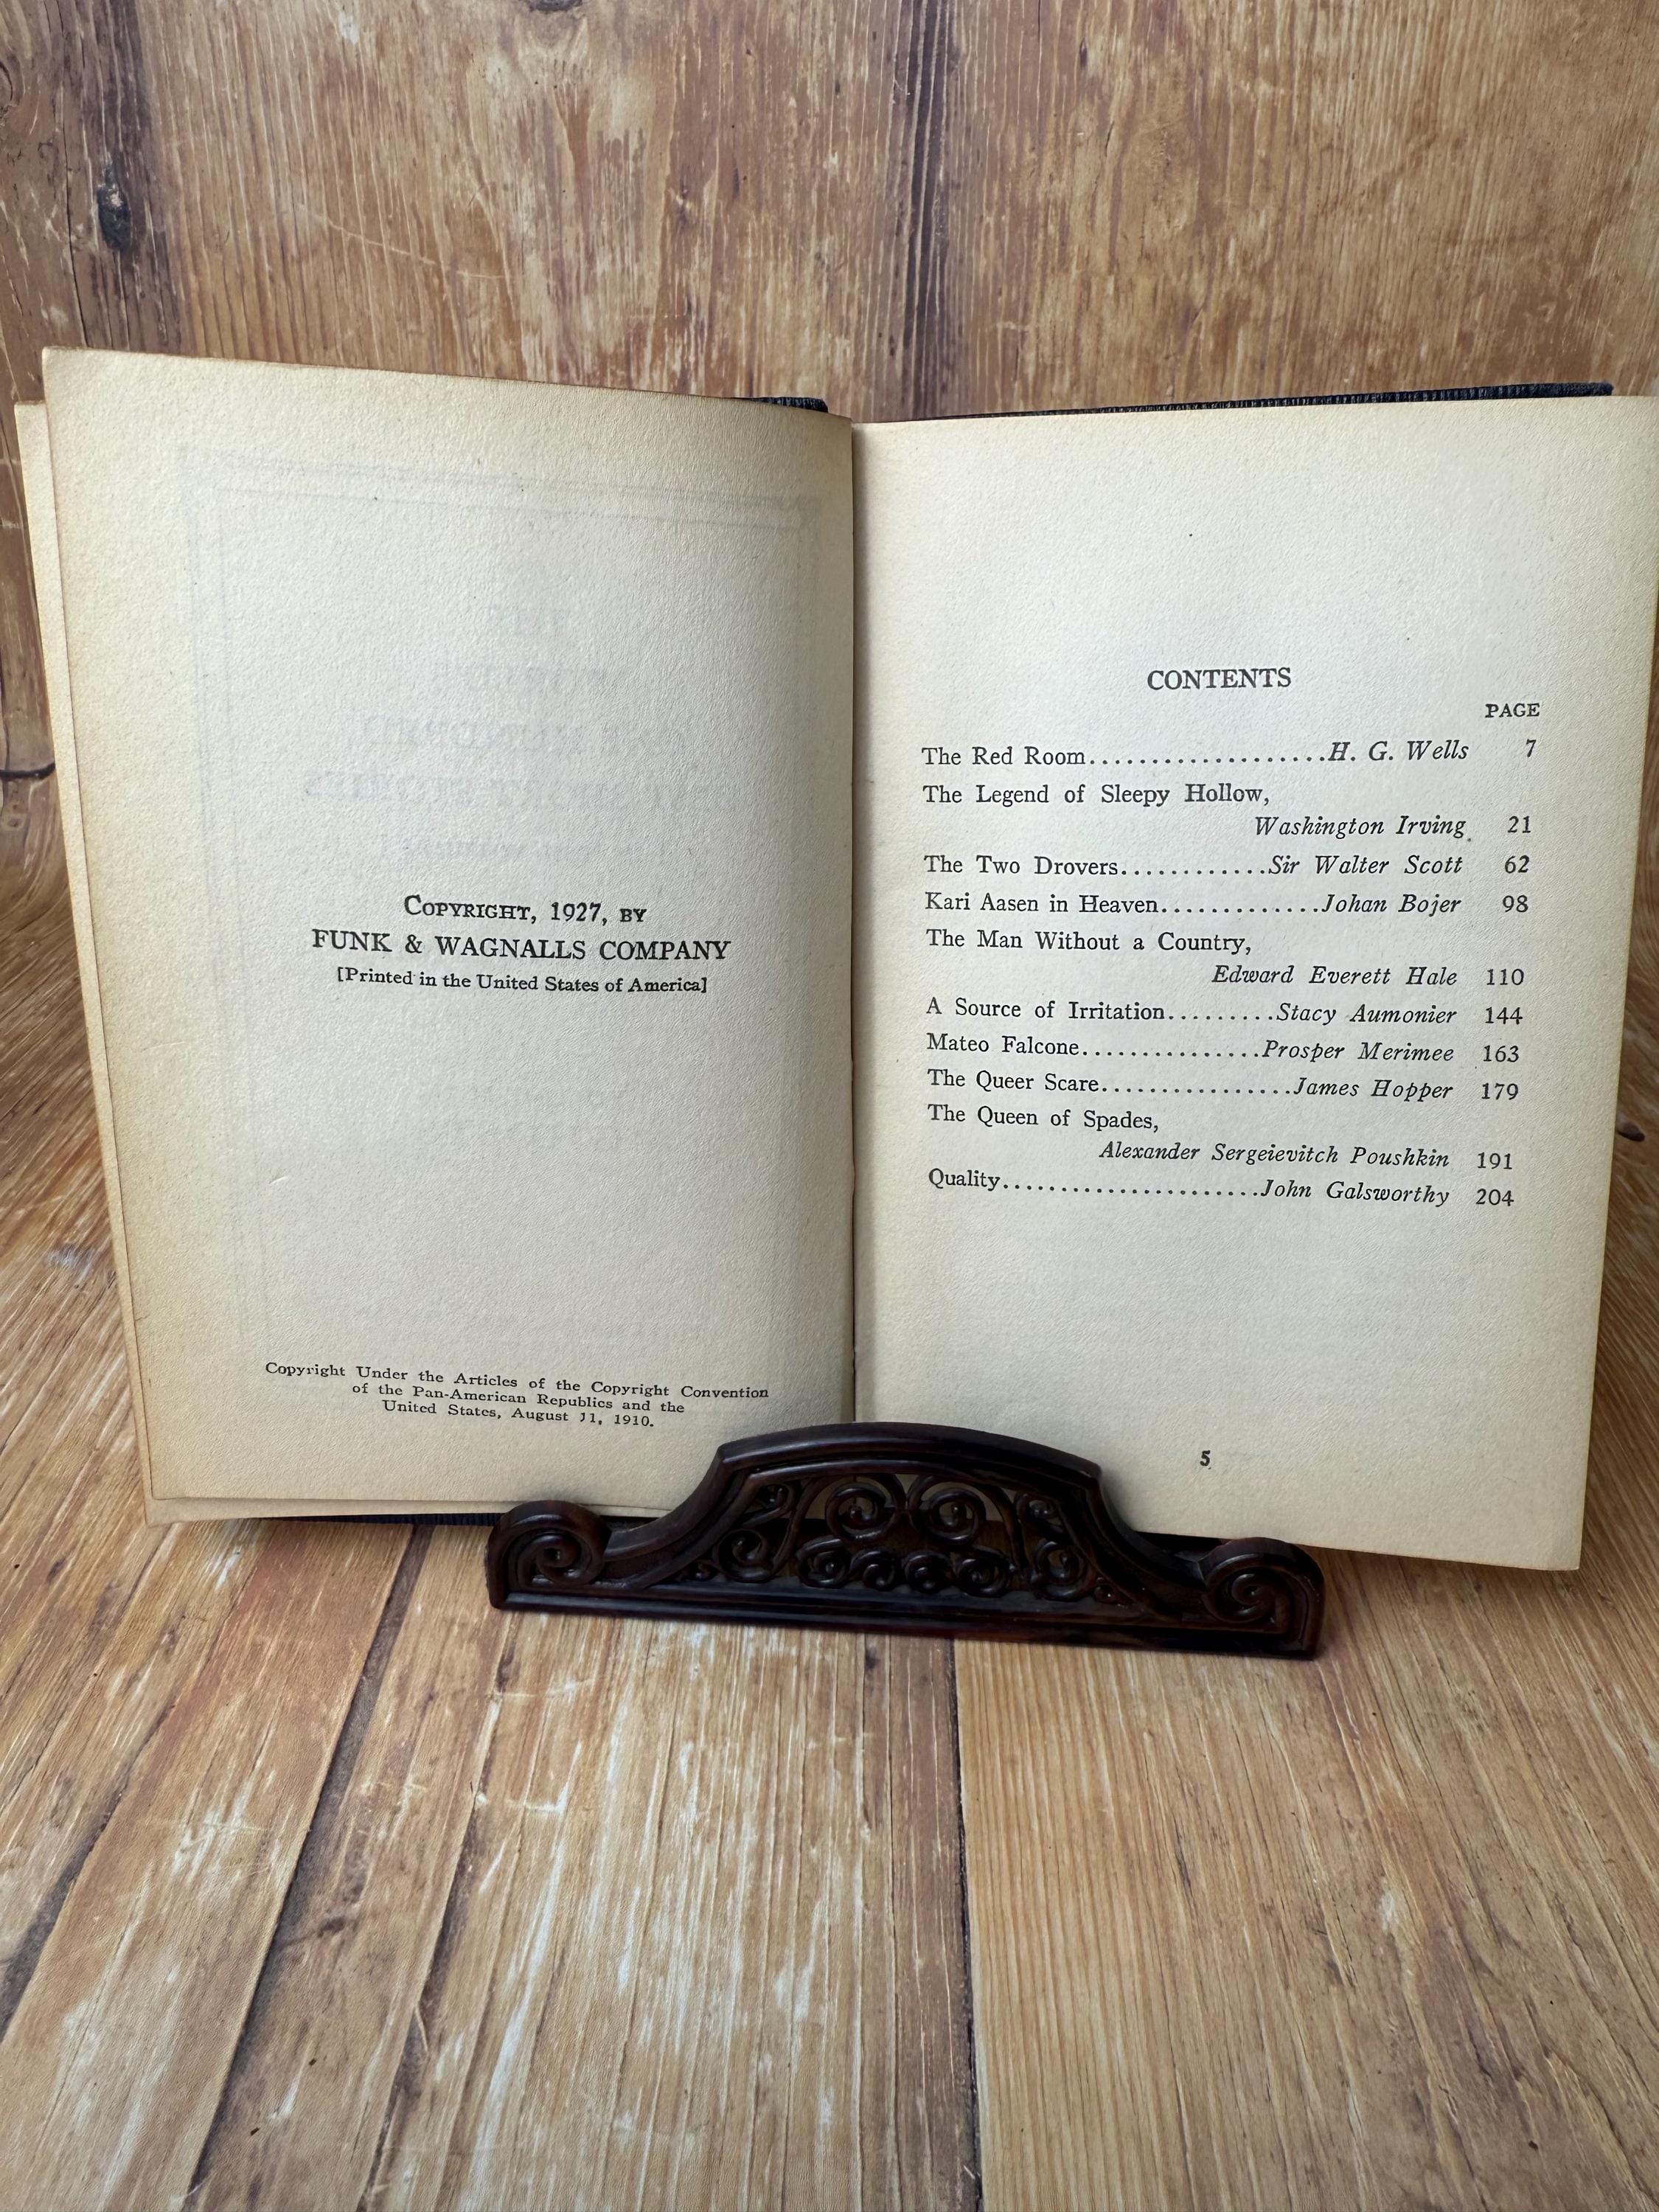 COPYRIGHT, 1927, BY
FUNK & WAGNALLS COMPANY
[Printed in the United States of America]
Copyright Under the Articles of the Copyright Convention
of the Pan-American Republics and the
United States, August 11, 1910.
CONTENTS
PAGE
The Red Room....................H. G. Wells 7
The Legend of Sleepy Hollow,
Washington Irving 21
The Two Drovers.............Sir Walter Scott 62
Kari Aasen in Heaven..............Johan Bojer 98
The Man Without a Country,
Edward Everett Hale 110
A Source of Irritation.........Stacy Aumonier 144
Mateo Falcone................Prosper Merimee 163
The Queer Scare.................James Hopper 179
The Queen of Spades,
Alexander Sergeievitch Poushkin 191
Quality.......................John Galsworthy 204
5